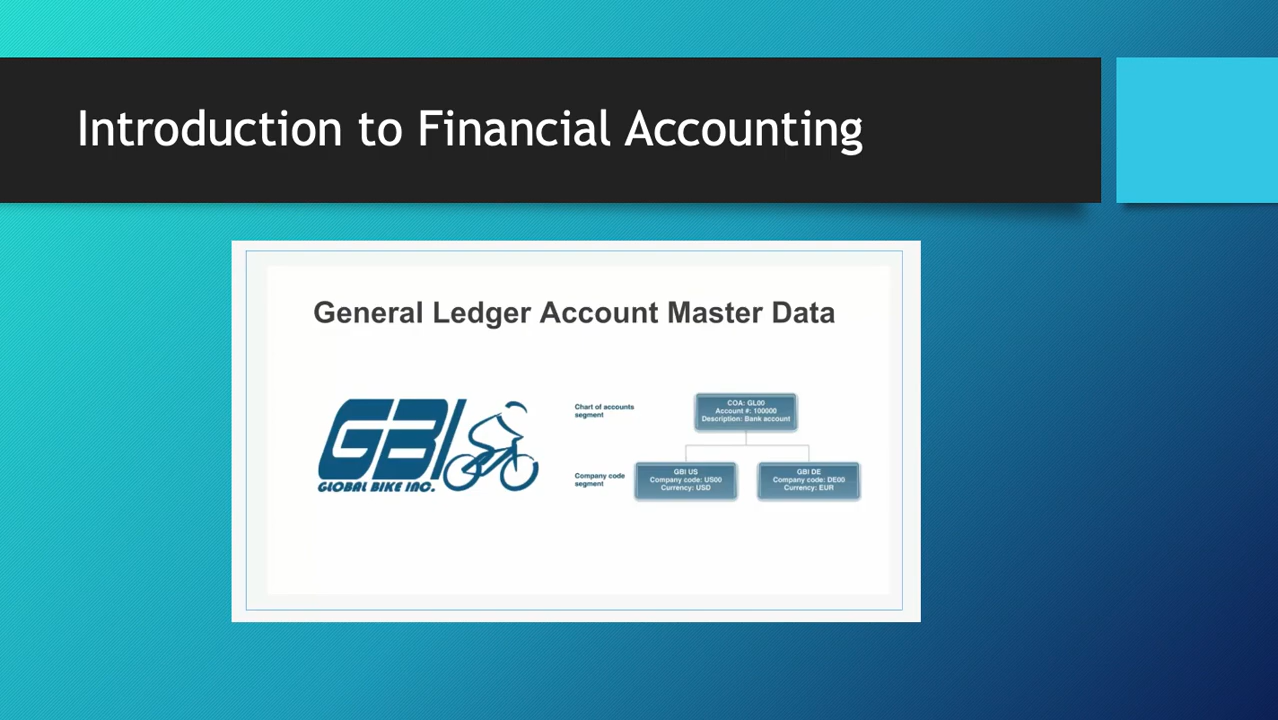 Introduction to Financial Accounting
General Ledger Account Master Data
GBI
GLOBAL BIKE INC.
Chart of accounts
segment
COA: GL00
Account #: 100000
Description: Bank account
Company code
segment
GBI US
Company code: US00
Currency: USD
GBI DE
Company code: DE00
Currency: EUR